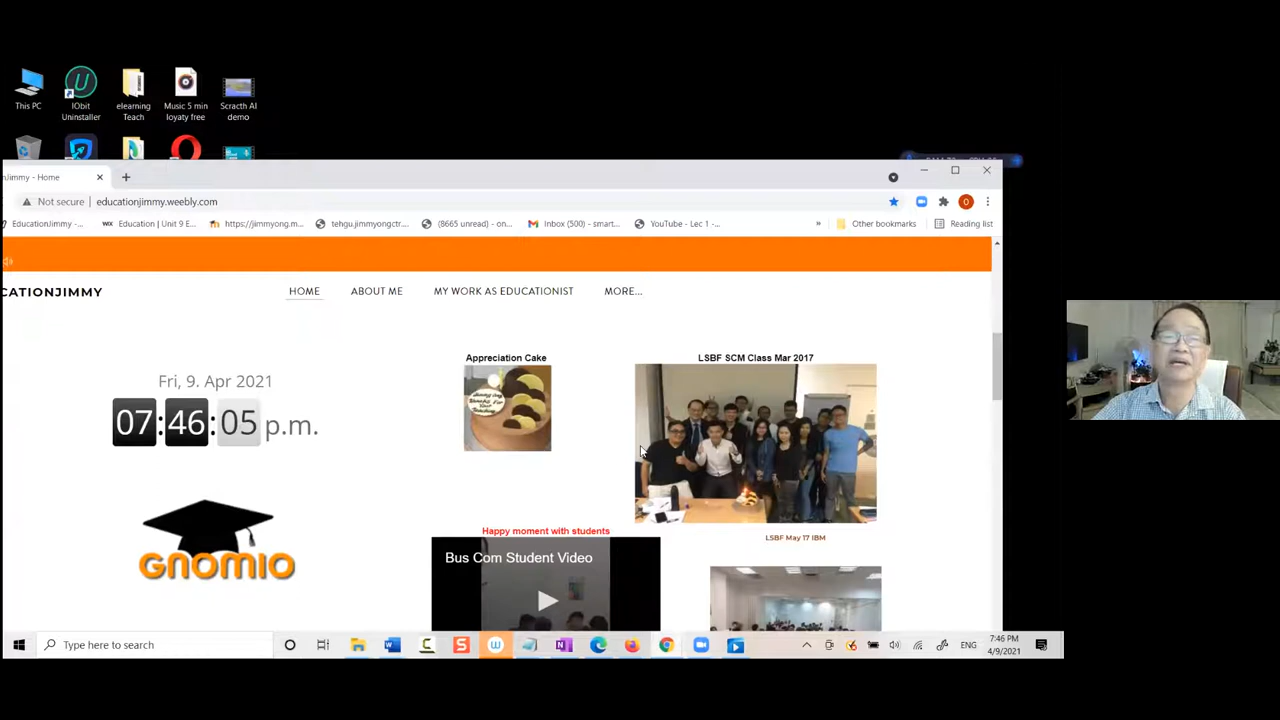 This PC
IObit Uninstaller
elearning Teach
Music 5 min loyaty free
Scracth AI demo
nJimmy - Home
Not secure
educationjimmy.weebly.com
EducationJimmy -...
WIX
Education | Unit 9 E...
https://jimmyong.m...
tehgu.jimmyongctr...
(8665 unread) - on...
Inbox (500) - smart...
YouTube - Lec 1 -...
»
Other bookmarks
Reading list
CATIONJIMMY
HOME
ABOUT ME
MY WORK AS EDUCATIONIST
MORE...
Appreciation Cake
LSBF SCM Class Mar 2017
Fri, 9. Apr 2021
07:46:05 p.m.
GNOMIO
Happy moment with students
LSBF May 17 IBM
Bus Com Student Video
Type here to search
ENG
7:46 PM
4/9/2021